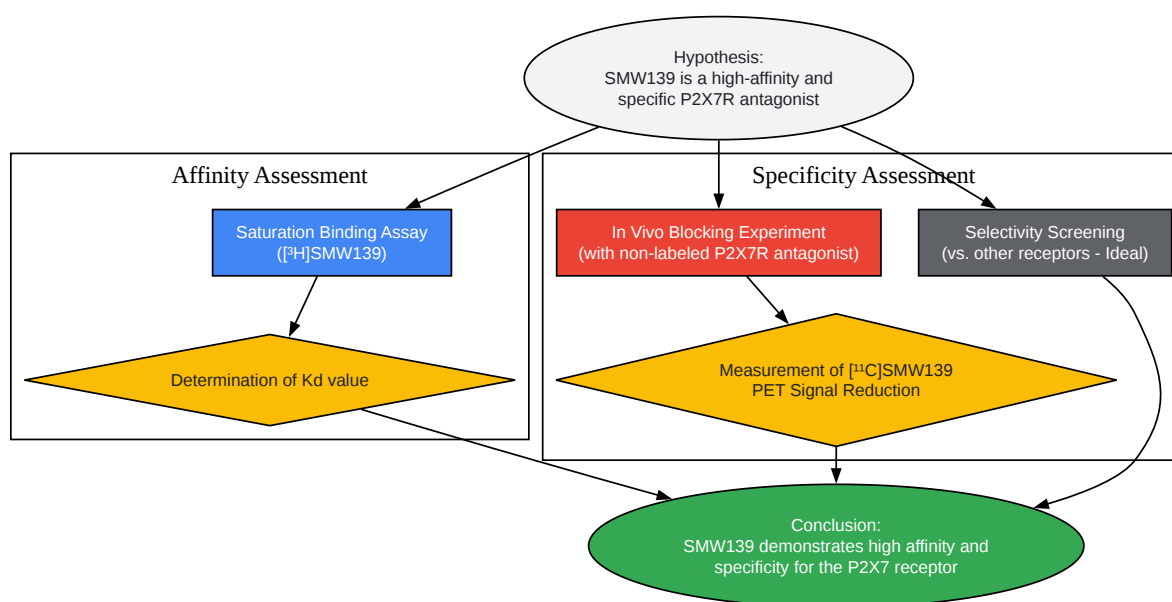 Hypothesis:
SMW139 is a high-affinity and
specific P2X7R antagonist
Affinity Assessment
Specificity Assessment
Saturation Binding Assay
([³H]SMW139)
In Vivo Blocking Experiment
(with non-labeled P2X7R antagonist)
Selectivity Screening
(vs. other receptors - Ideal)
Determination of Kd value
Measurement of [¹¹C]SMW139
PET Signal Reduction
Conclusion:
SMW139 demonstrates high affinity and
specificity for the P2X7 receptor